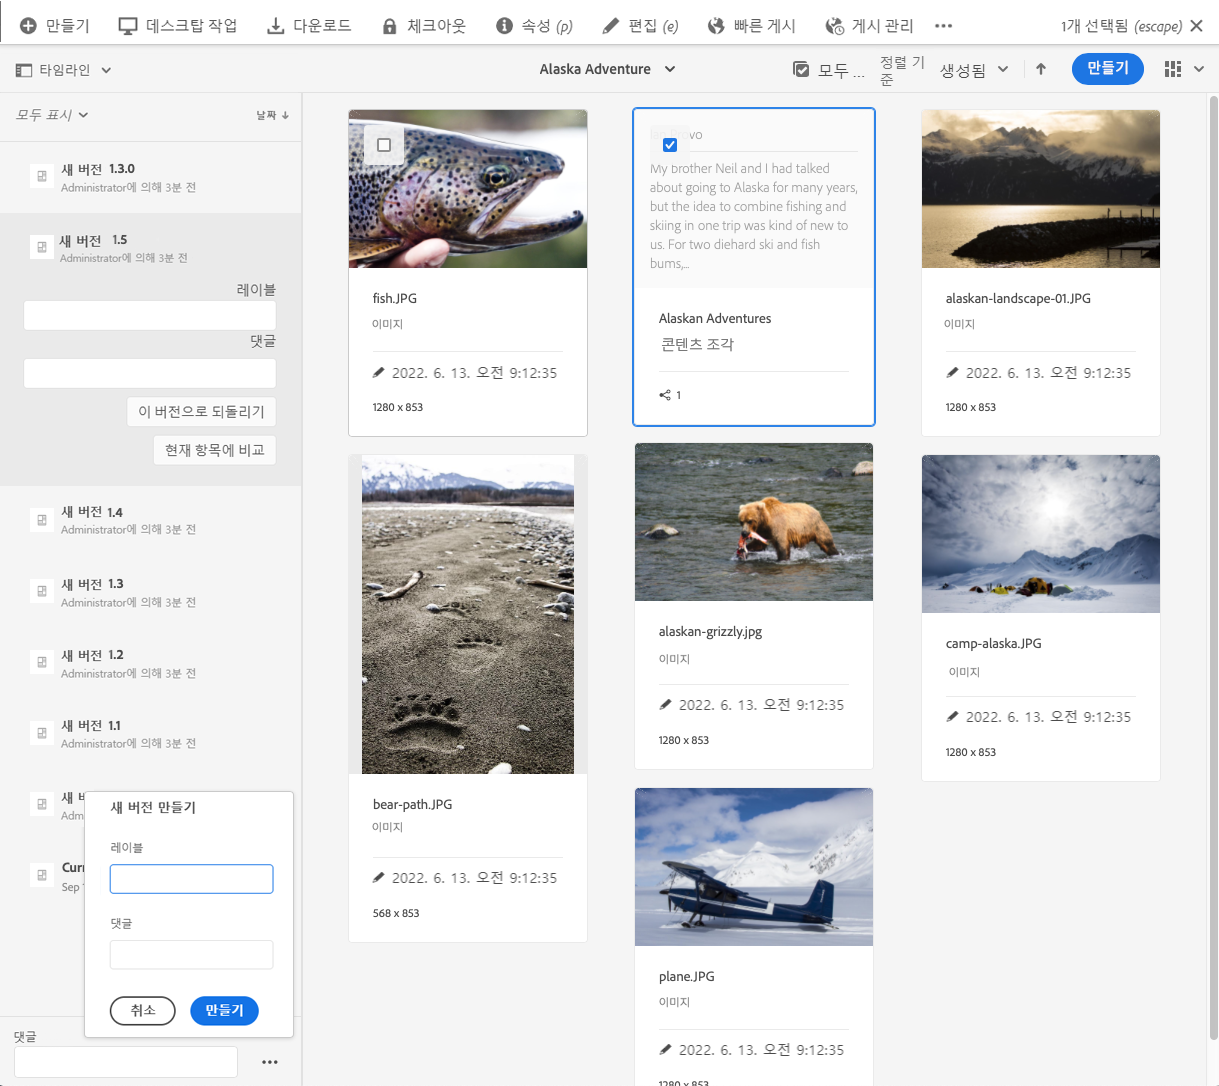 만들기 데스크탑 작업 다운로드 체크아웃 속성 (p) 편집 (e) 빠른 게시 게시 관리 1개 선택됨 (escape)
타임라인 Alaska Adventure 모두 ... 정렬 기준 생성됨 만들기
모두 표시 날짜
새 버전 1.3.0
Administrator에 의해 3분 전
새 버전 1.5
Administrator에 의해 3분 전
레이블
댓글
이 버전으로 되돌리기
현재 항목에 비교
새 버전 1.4
Administrator에 의해 3분 전
새 버전 1.3
Administrator에 의해 3분 전
새 버전 1.2
Administrator에 의해 3분 전
새 버전 1.1
Administrator에 의해 3분 전
새 버전 만들기
레이블
댓글
취소 만들기
댓글
fish.JPG
이미지
2022. 6. 13. 오전 9:12:35
1280 x 853
My brother Neil and I had talked
about going to Alaska for many years,
but the idea to combine fishing and
skiing in one trip was kind of new to
us. For two diehard ski and fish
bums,...
Alaskan Adventures
콘텐츠 조각
1
alaskan-landscape-01.JPG
이미지
2022. 6. 13. 오전 9:12:35
1280 x 853
bear-path.JPG
이미지
2022. 6. 13. 오전 9:12:35
568 x 853
alaskan-grizzly.jpg
이미지
2022. 6. 13. 오전 9:12:35
1280 x 853
camp-alaska.JPG
이미지
2022. 6. 13. 오전 9:12:35
1280 x 853
plane.JPG
이미지
2022. 6. 13. 오전 9:12:35
1280 x 853